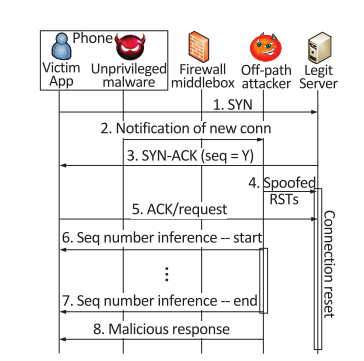 Phone
Victim App
Unprivileged malware
Firewall middlebox
Off-path attacker
Legit Server
1. SYN
2. Notification of new conn
3. SYN-ACK (seq = Y)
4. Spoofed RSTs
5. ACK/request
6. Seq number inference -- start
Connection reset
7. Seq number inference -- end
8. Malicious response